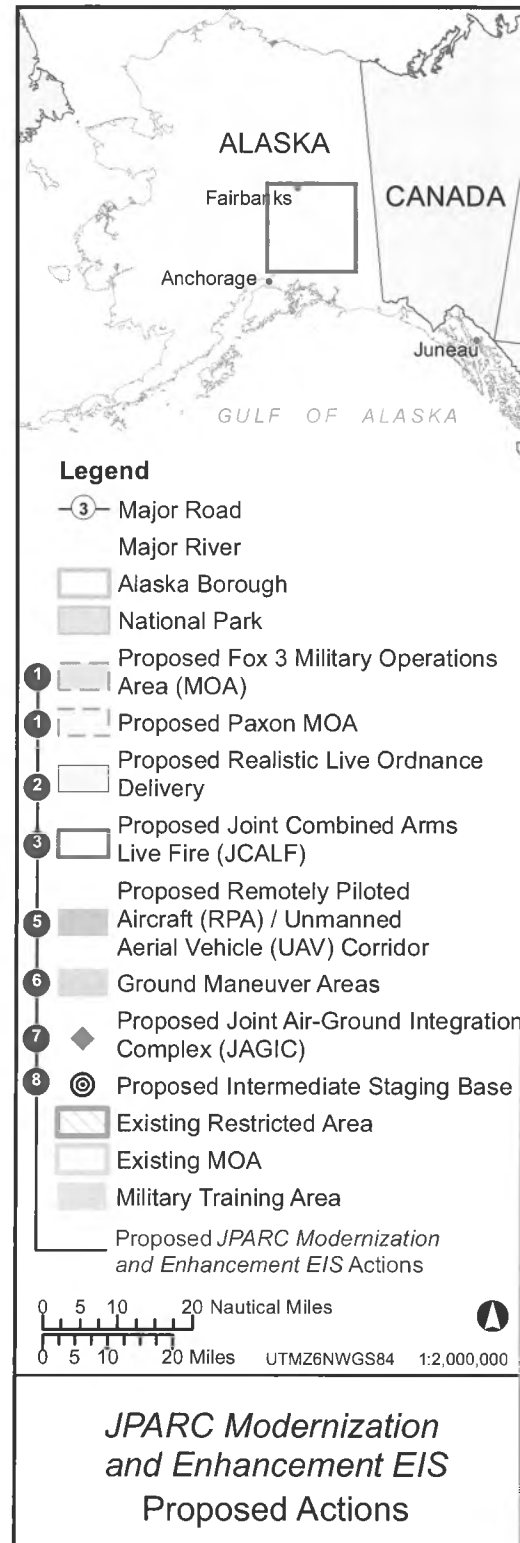 ALASKA
Fairbanks
CANADA
Anchorage
Juneau
GULF OF ALASKA
Legend
3 Major Road
Major River
Alaska Borough
National Park
1 Proposed Fox 3 Military Operations
Area (MOA)
1 Proposed Paxon MOA
2 Proposed Realistic Live Ordnance
Delivery
3 Proposed Joint Combined Arms
Live Fire (JCALF)
Proposed Remotely Piloted
5 Aircraft (RPA) / Unmanned
Aerial Vehicle (UAV) Corridor
6 Ground Maneuver Areas
7 Proposed Joint Air-Ground Integration
Complex (JAGIC)
8 Proposed Intermediate Staging Base
Existing Restricted Area
Existing MOA
Military Training Area
Proposed JPARC Modernization
and Enhancement EIS Actions
0 5 10 20 Nautical Miles
0 5 10 20 Miles UTMZ6NWGS84 1:2,000,000
JPARC Modernization
and Enhancement EIS
Proposed Actions